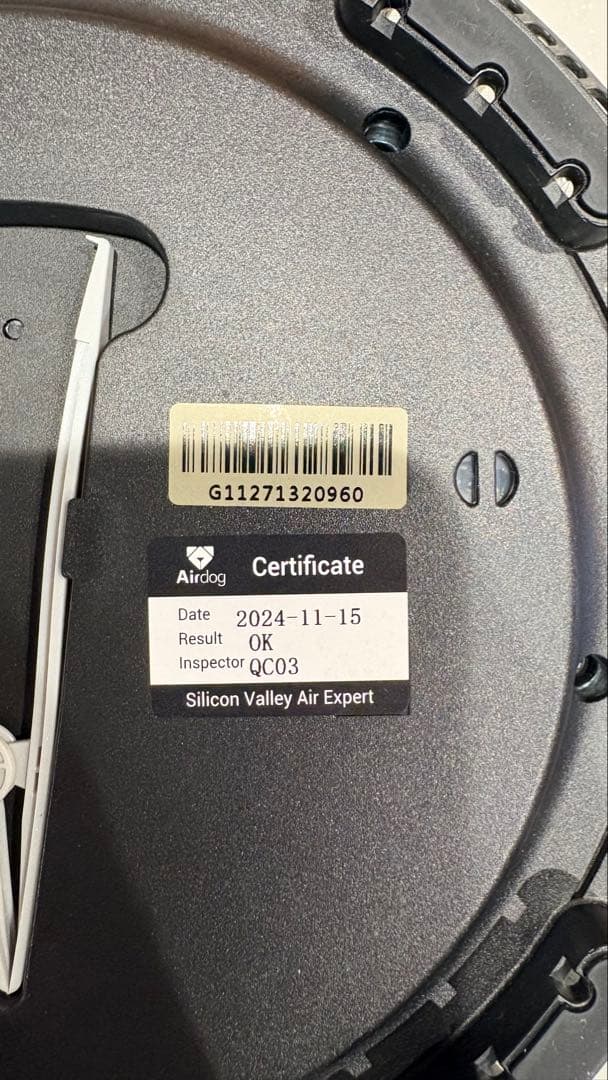 G11271320960
Airdog
Certificate
Date 2024-11-15
Result OK
Inspector QC03
Silicon Valley Air Expert